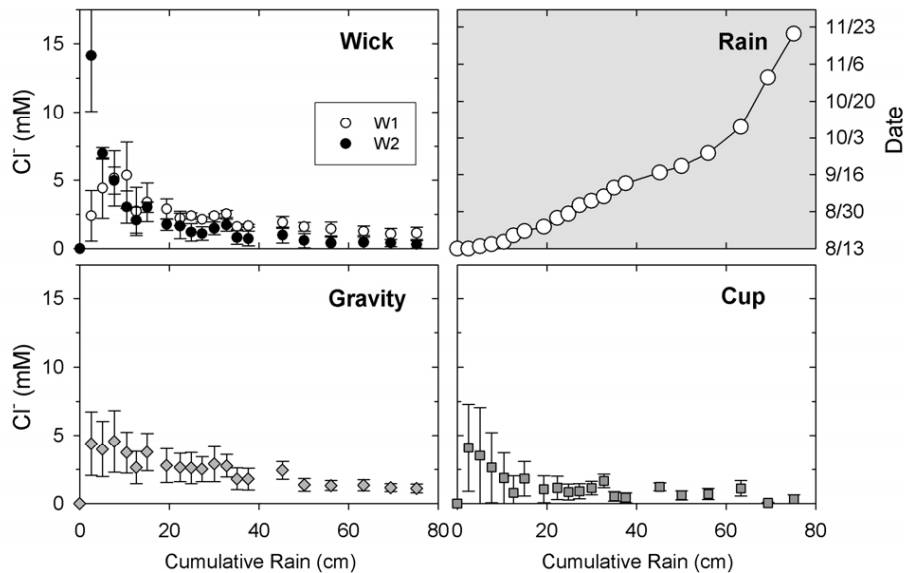 Wick
15
10
5
0
Cl⁻ (mM)
W1
W2
Rain
11/23
11/6
10/20
10/3
9/16
8/30
8/13
Date
Gravity
15
10
5
0
Cl⁻ (mM)
0 20 40 60 80
Cumulative Rain (cm)
Cup
0 20 40 60 80
Cumulative Rain (cm)